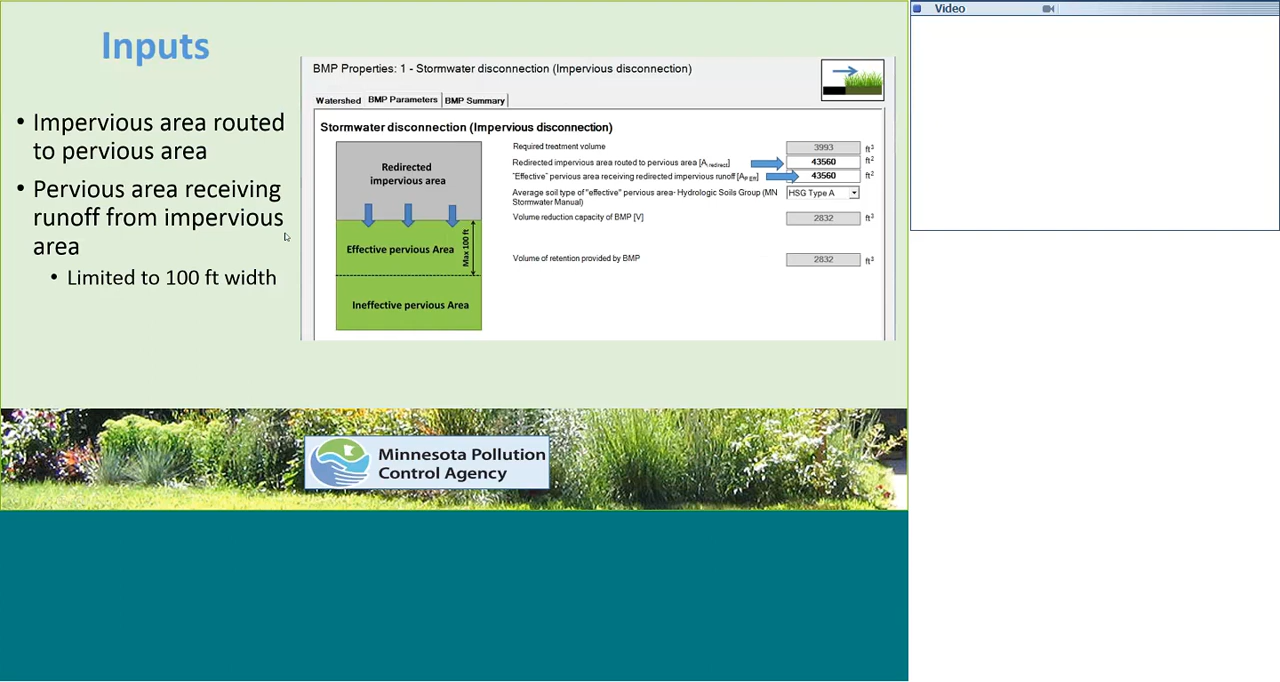 Inputs
• Impervious area routed
to pervious area
• Pervious area receiving
runoff from impervious
area
• Limited to 100 ft width
BMP Properties: 1 - Stormwater disconnection (Impervious disconnection)
Watershed BMP Parameters BMP Summary
Stormwater disconnection (Impervious disconnection)
Redirected
impervious area
Effective pervious Area
Max 100 ft
Ineffective pervious Area
Required treatment volume 3993 ft³
Redirected impervious area routed to pervious area [A redirect] 43560 ft²
"Effective" pervious area receiving redirected impervious runoff [AP Eff] 43560 ft²
Average soil type of "effective" pervious area- Hydrologic Soils Group (MN HSG Type A
Stormwater Manual)
Volume reduction capacity of BMP [V] 2832 ft³
Volume of retention provided by BMP 2832 ft³
Minnesota Pollution
Control Agency
Video